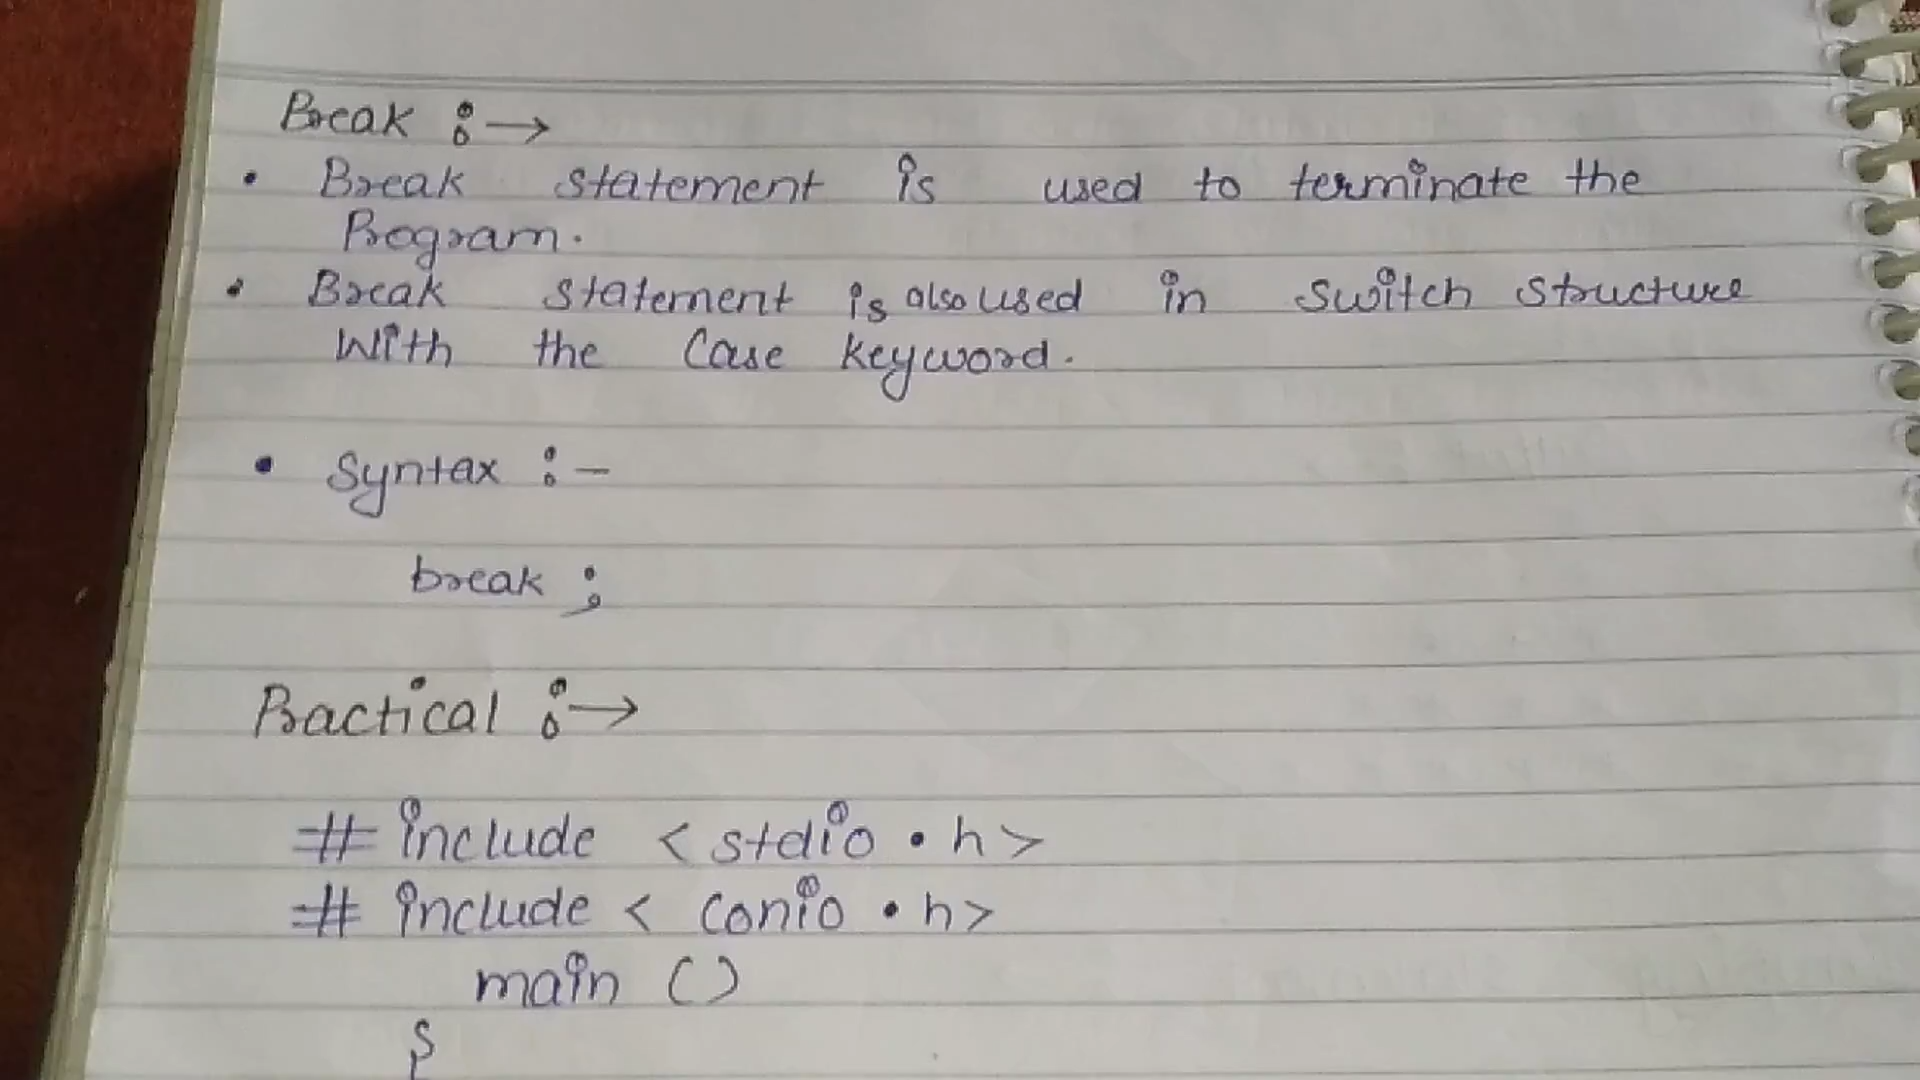 Break :→
• Break statement is used to terminate the
Program.
• Break statement is also used in switch structure
With the Case keyword.
• Syntax :-
break ;
Practical :→
# include < stdio . h >
# include < conio . h >
main ()
{